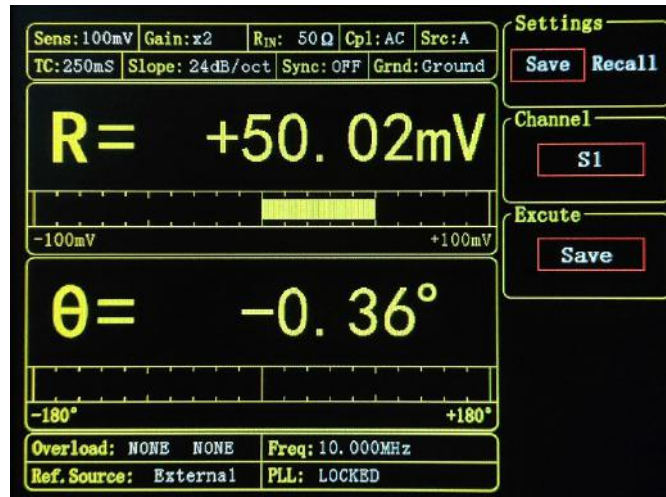 Sens:100mV Gain:x2 RIN: 50Ω Cpl:AC Src:A
TC:250mS Slope: 24dB/oct Sync:OFF Grnd:Ground
R= +50.02mV
-100mV +100mV
θ= -0.36°
-180° +180°
Overload: NONE NONE Freq:10.000MHz
Ref.Source: External PLL: LOCKED
Settings
Save Recall
Channel
S1
Excute
Save